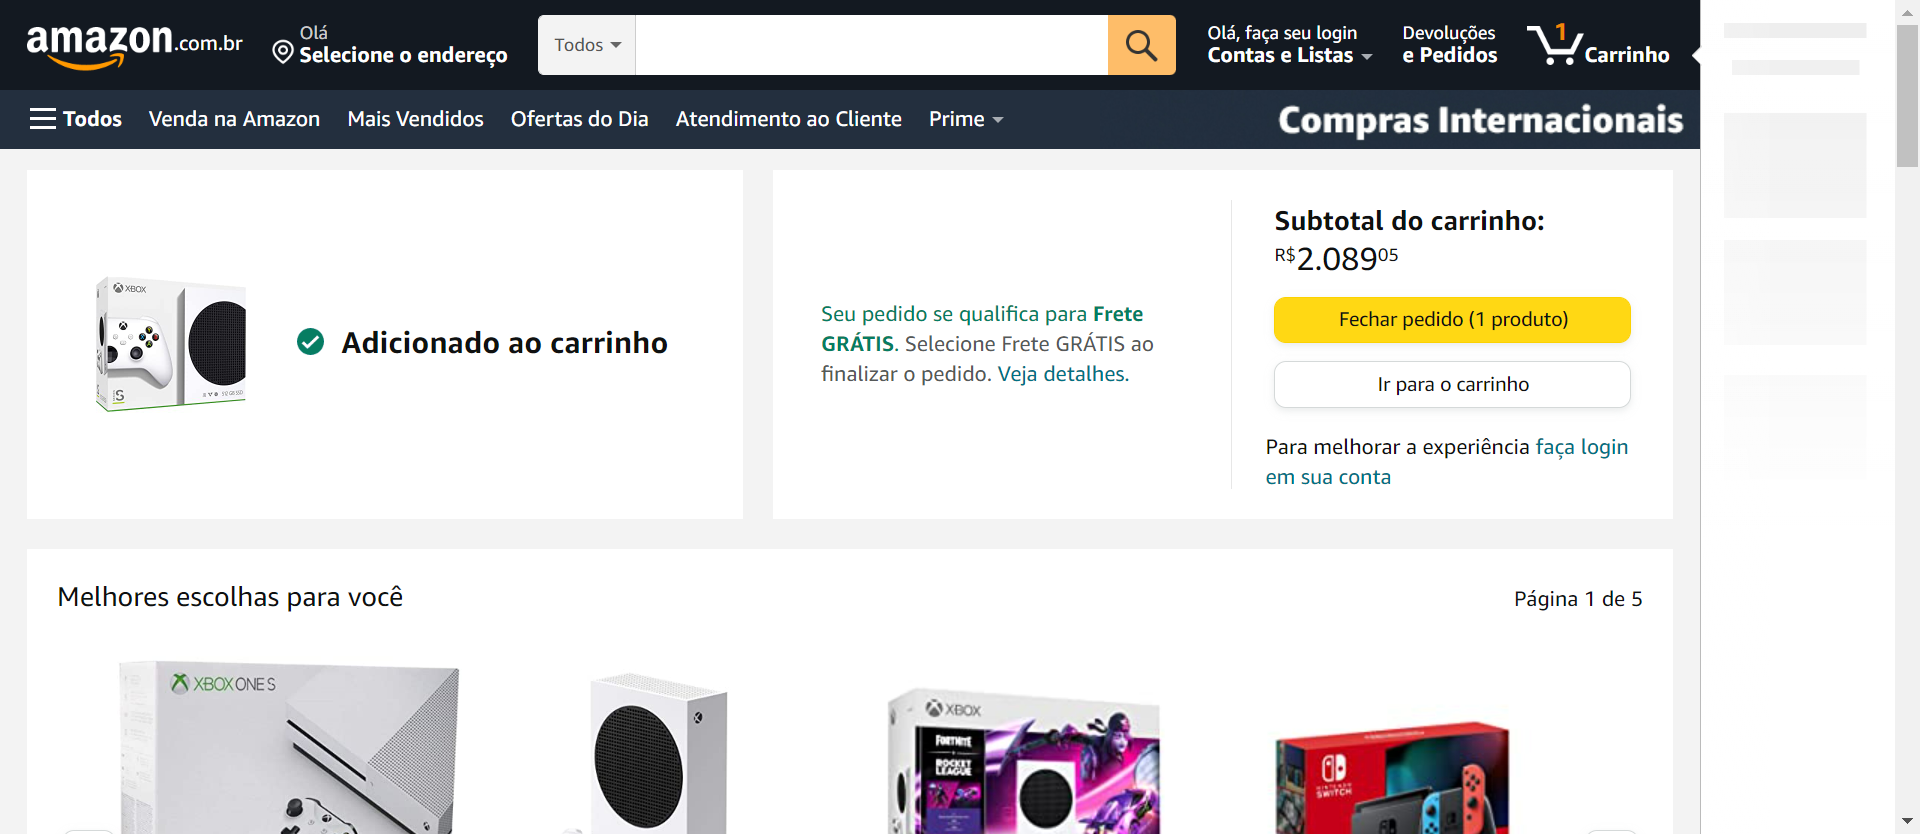 amazon.com.br
Olá
Selecione o endereço
Todos
Olá, faça seu login
Contas e Listas
Devoluções
e Pedidos
1
Carrinho
Todos
Venda na Amazon
Mais Vendidos
Ofertas do Dia
Atendimento ao Cliente
Prime
Compras Internacionais
XBOX
S
512 GB SSD
Adicionado ao carrinho
Seu pedido se qualifica para Frete
GRÁTIS. Selecione Frete GRÁTIS ao
finalizar o pedido. Veja detalhes.
Subtotal do carrinho:
R$2.08905
Fechar pedido (1 produto)
Ir para o carrinho
Para melhorar a experiência faça login
em sua conta
Melhores escolhas para você
Página 1 de 5
XBOX ONE S
XBOX
FORTNITE
ROCKET
LEAGUE
NINTENDO
SWITCH